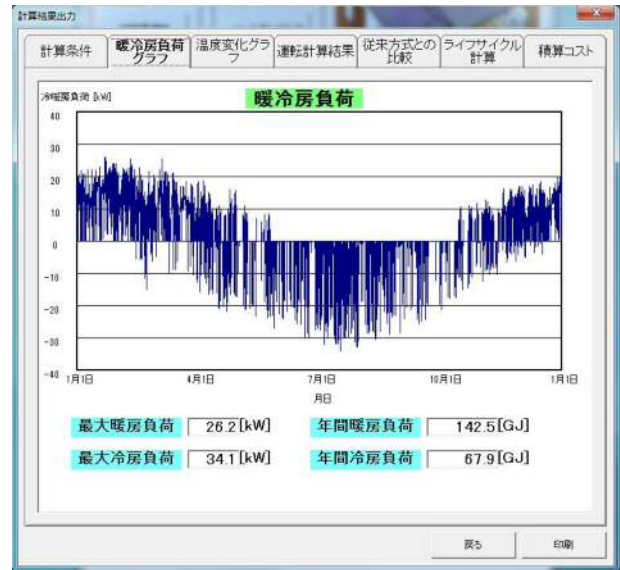 計算結果出力
計算条件
暖冷房負荷
グラフ
温度変化グラ
フ
運転計算結果
従来方式との
比較
ライフサイクル
計算
積算コスト
冷暖房負荷 [kW]
暖冷房負荷
40
30
20
10
0
-10
-20
-30
-40
1月1日
4月1日
7月1日
10月1日
1月1日
月日
最大暖房負荷 26.2 [kW] 年間暖房負荷 142.5 [GJ]
最大冷房負荷 34.1 [kW] 年間冷房負荷 67.9 [GJ]
戻る
印刷